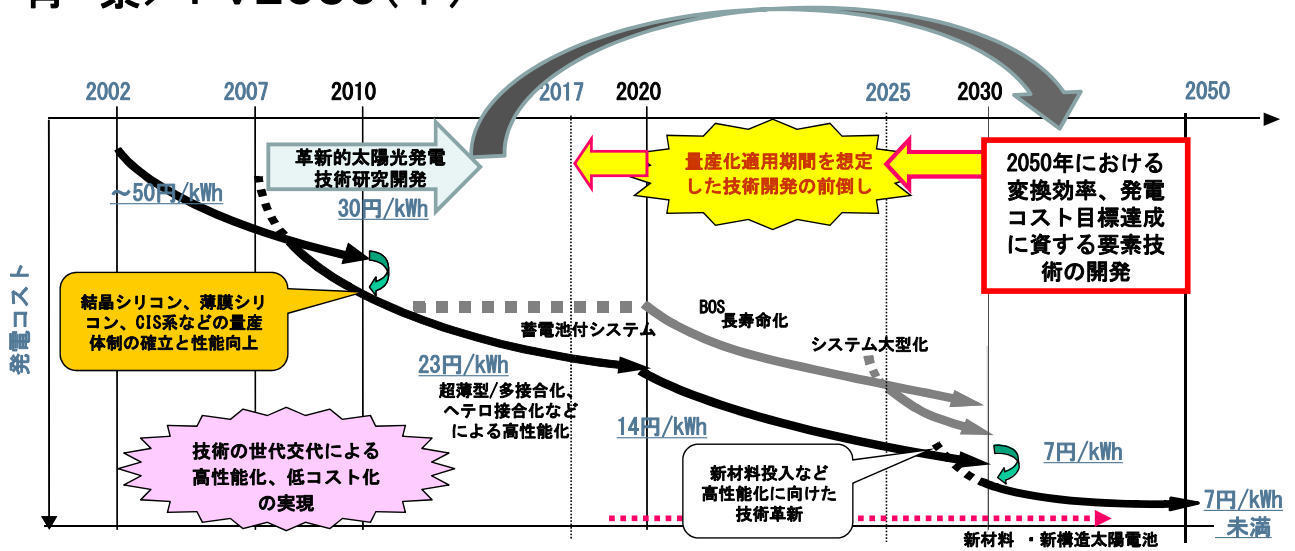 2002
2007
2010
2017
2020
2025
2030
2050
革新的太陽光発電
技術研究開発
量産化適用期間を想定
した技術開発の前倒し
2050年における
変換効率、発電
コスト目標達成
に資する要素技
術の開発
～50円/kWh
30円/kWh
発電コスト
結晶シリコン、薄膜シリ
コン、CIS系などの量産
体制の確立と性能向上
蓄電池付システム
BOS
長寿命化
システム大型化
23円/kWh
超薄型/多接合化、
ヘテロ接合化など
による高性能化
14円/kWh
7円/kWh
技術の世代交代による
高性能化、低コスト化
の実現
新材料投入など
高性能化に向けた
技術革新
7円/kWh
未満
新材料 ・新構造太陽電池